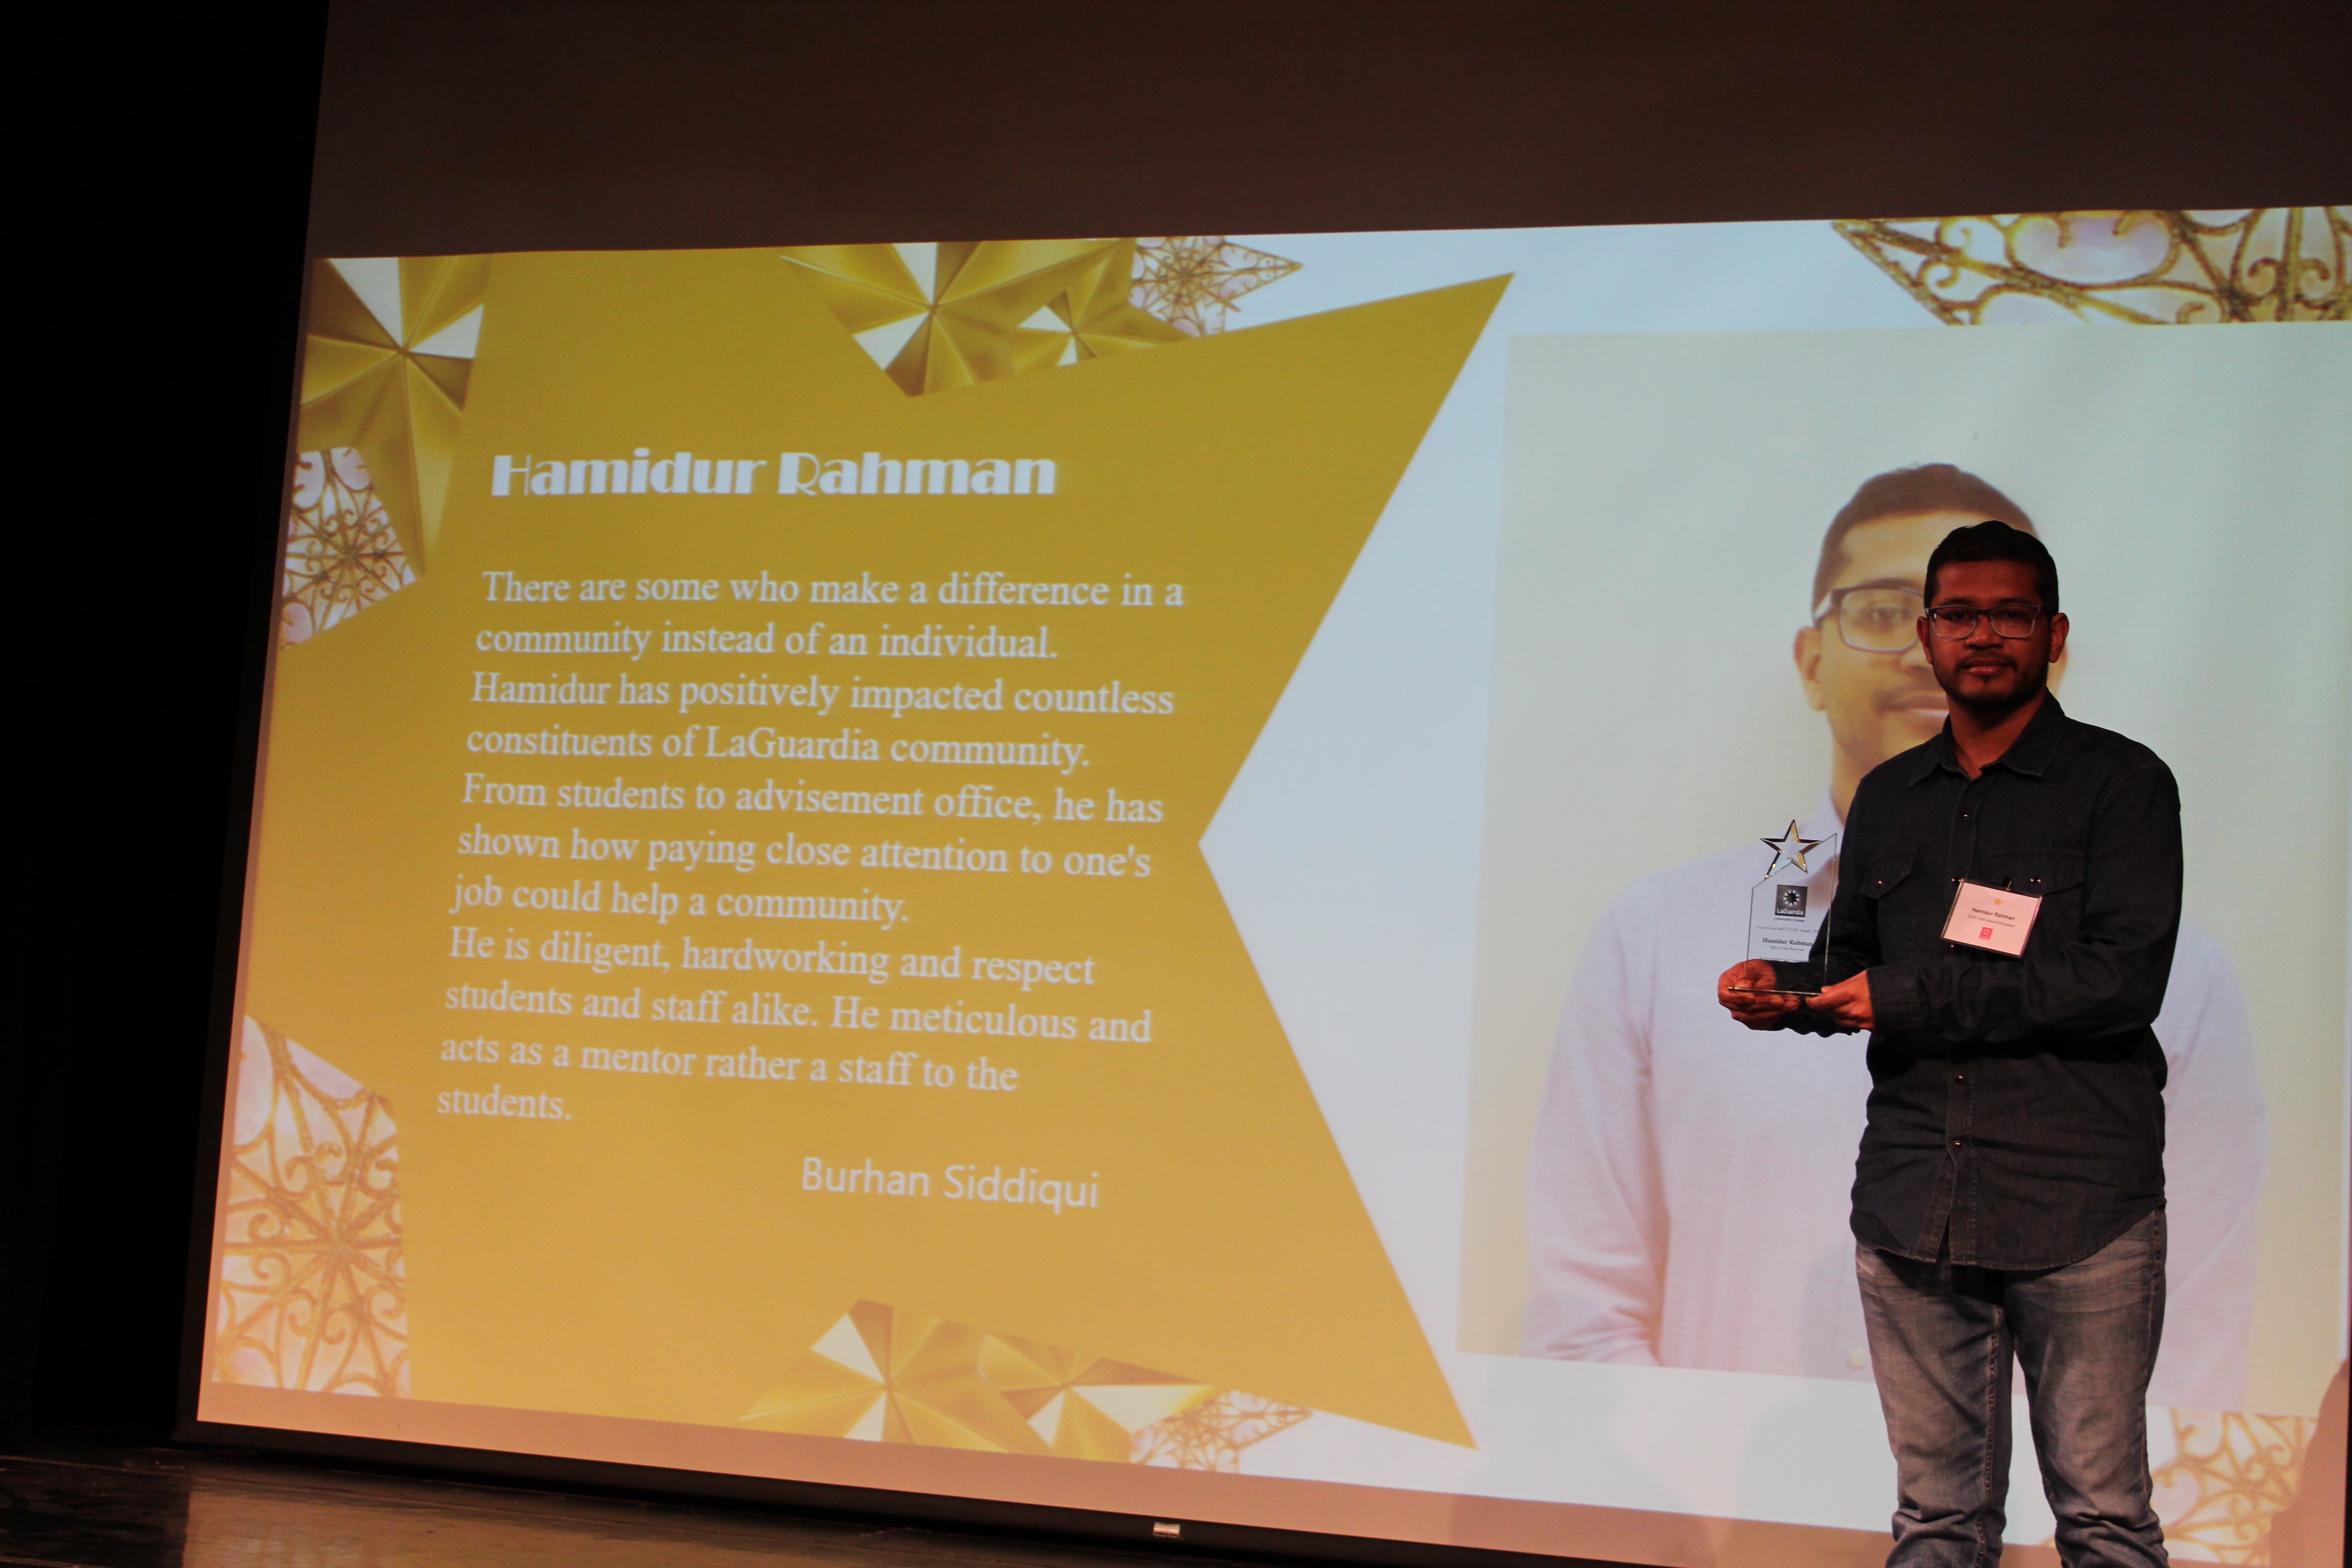 Hamidur Rahman
There are some who make a difference in a
community instead of an individual.
Hamidur has positively impacted countless
constituents of LaGuardia community.
From students to advisement office, he has
shown how paying close attention to one's
job could help a community.
He is diligent, hardworking and respect
students and staff alike. He meticulous and
acts as a mentor rather a staff to the
students.
Burhan Siddiqui
LaGuardia
Hamidur Rahman
Hamidur Rahman